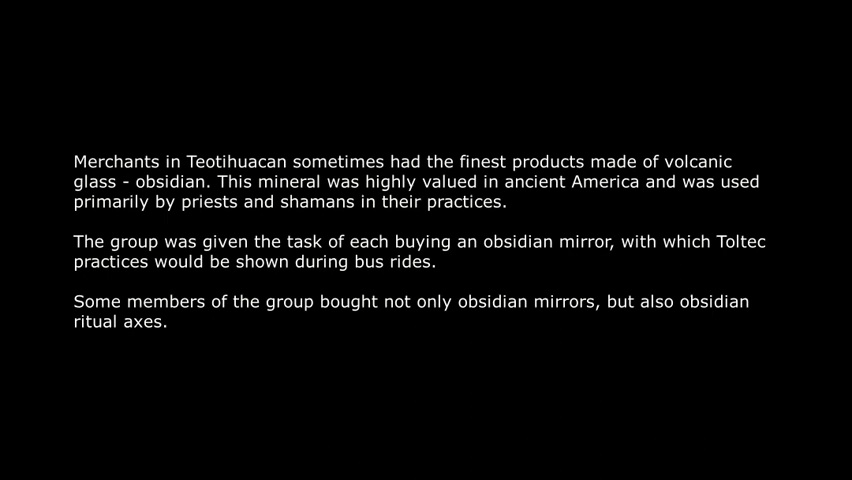 Merchants in Teotihuacan sometimes had the finest products made of volcanic
glass - obsidian. This mineral was highly valued in ancient America and was used
primarily by priests and shamans in their practices.
The group was given the task of each buying an obsidian mirror, with which Toltec
practices would be shown during bus rides.
Some members of the group bought not only obsidian mirrors, but also obsidian
ritual axes.